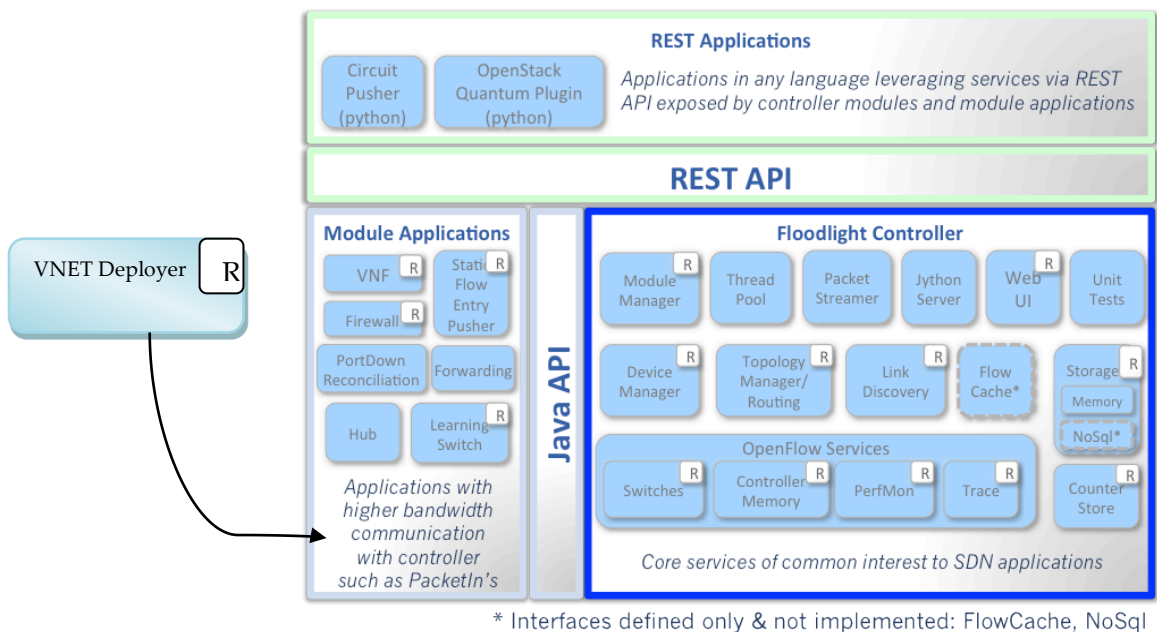 REST Applications
Circuit
Pusher
(python)
OpenStack
Quantum Plugin
(python)
Applications in any language leveraging services via REST
API exposed by controller modules and module applications
REST API
VNET Deployer
R
Module Applications
VNF
R
Static
R
Flow
Entry
Pusher
Firewall
R
PortDown
Reconciliation
Forwarding
Hub
Learning
Switch
R
Applications with
higher bandwidth
communication
with controller
such as PacketIn's
Java API
Floodlight Controller
Module
Manager
R
Thread
Pool
Packet
Streamer
Jython
Server
Web
UI
R
Unit
Tests
Device
Manager
R
Topology
Manager/
Routing
R
Link
Discovery
R
Flow
Cache*
Storage
R
Memory
NoSql*
OpenFlow Services
Switches
R
Controller
Memory
R
PerfMon
R
Trace
R
Counter
Store
R
Core services of common interest to SDN applications
* Interfaces defined only & not implemented: FlowCache, NoSql